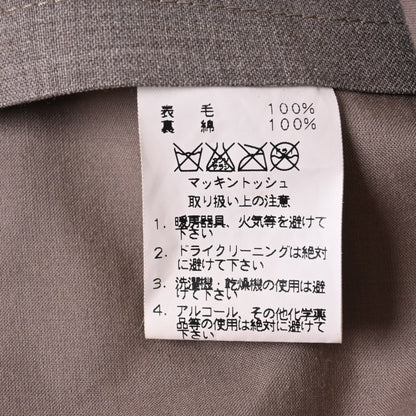 表 毛 100%
裏 綿 100%
マッキントッシュ
取り扱い上の注意
1. 暖房器具、火気等を避けて
下さい
2. ドライクリーニングは絶対
に避けて下さい
3. 洗濯機・乾燥機の使用は避
けて下さい
4. アルコール、その他化学薬
品等の使用は絶対に避けて
下さい